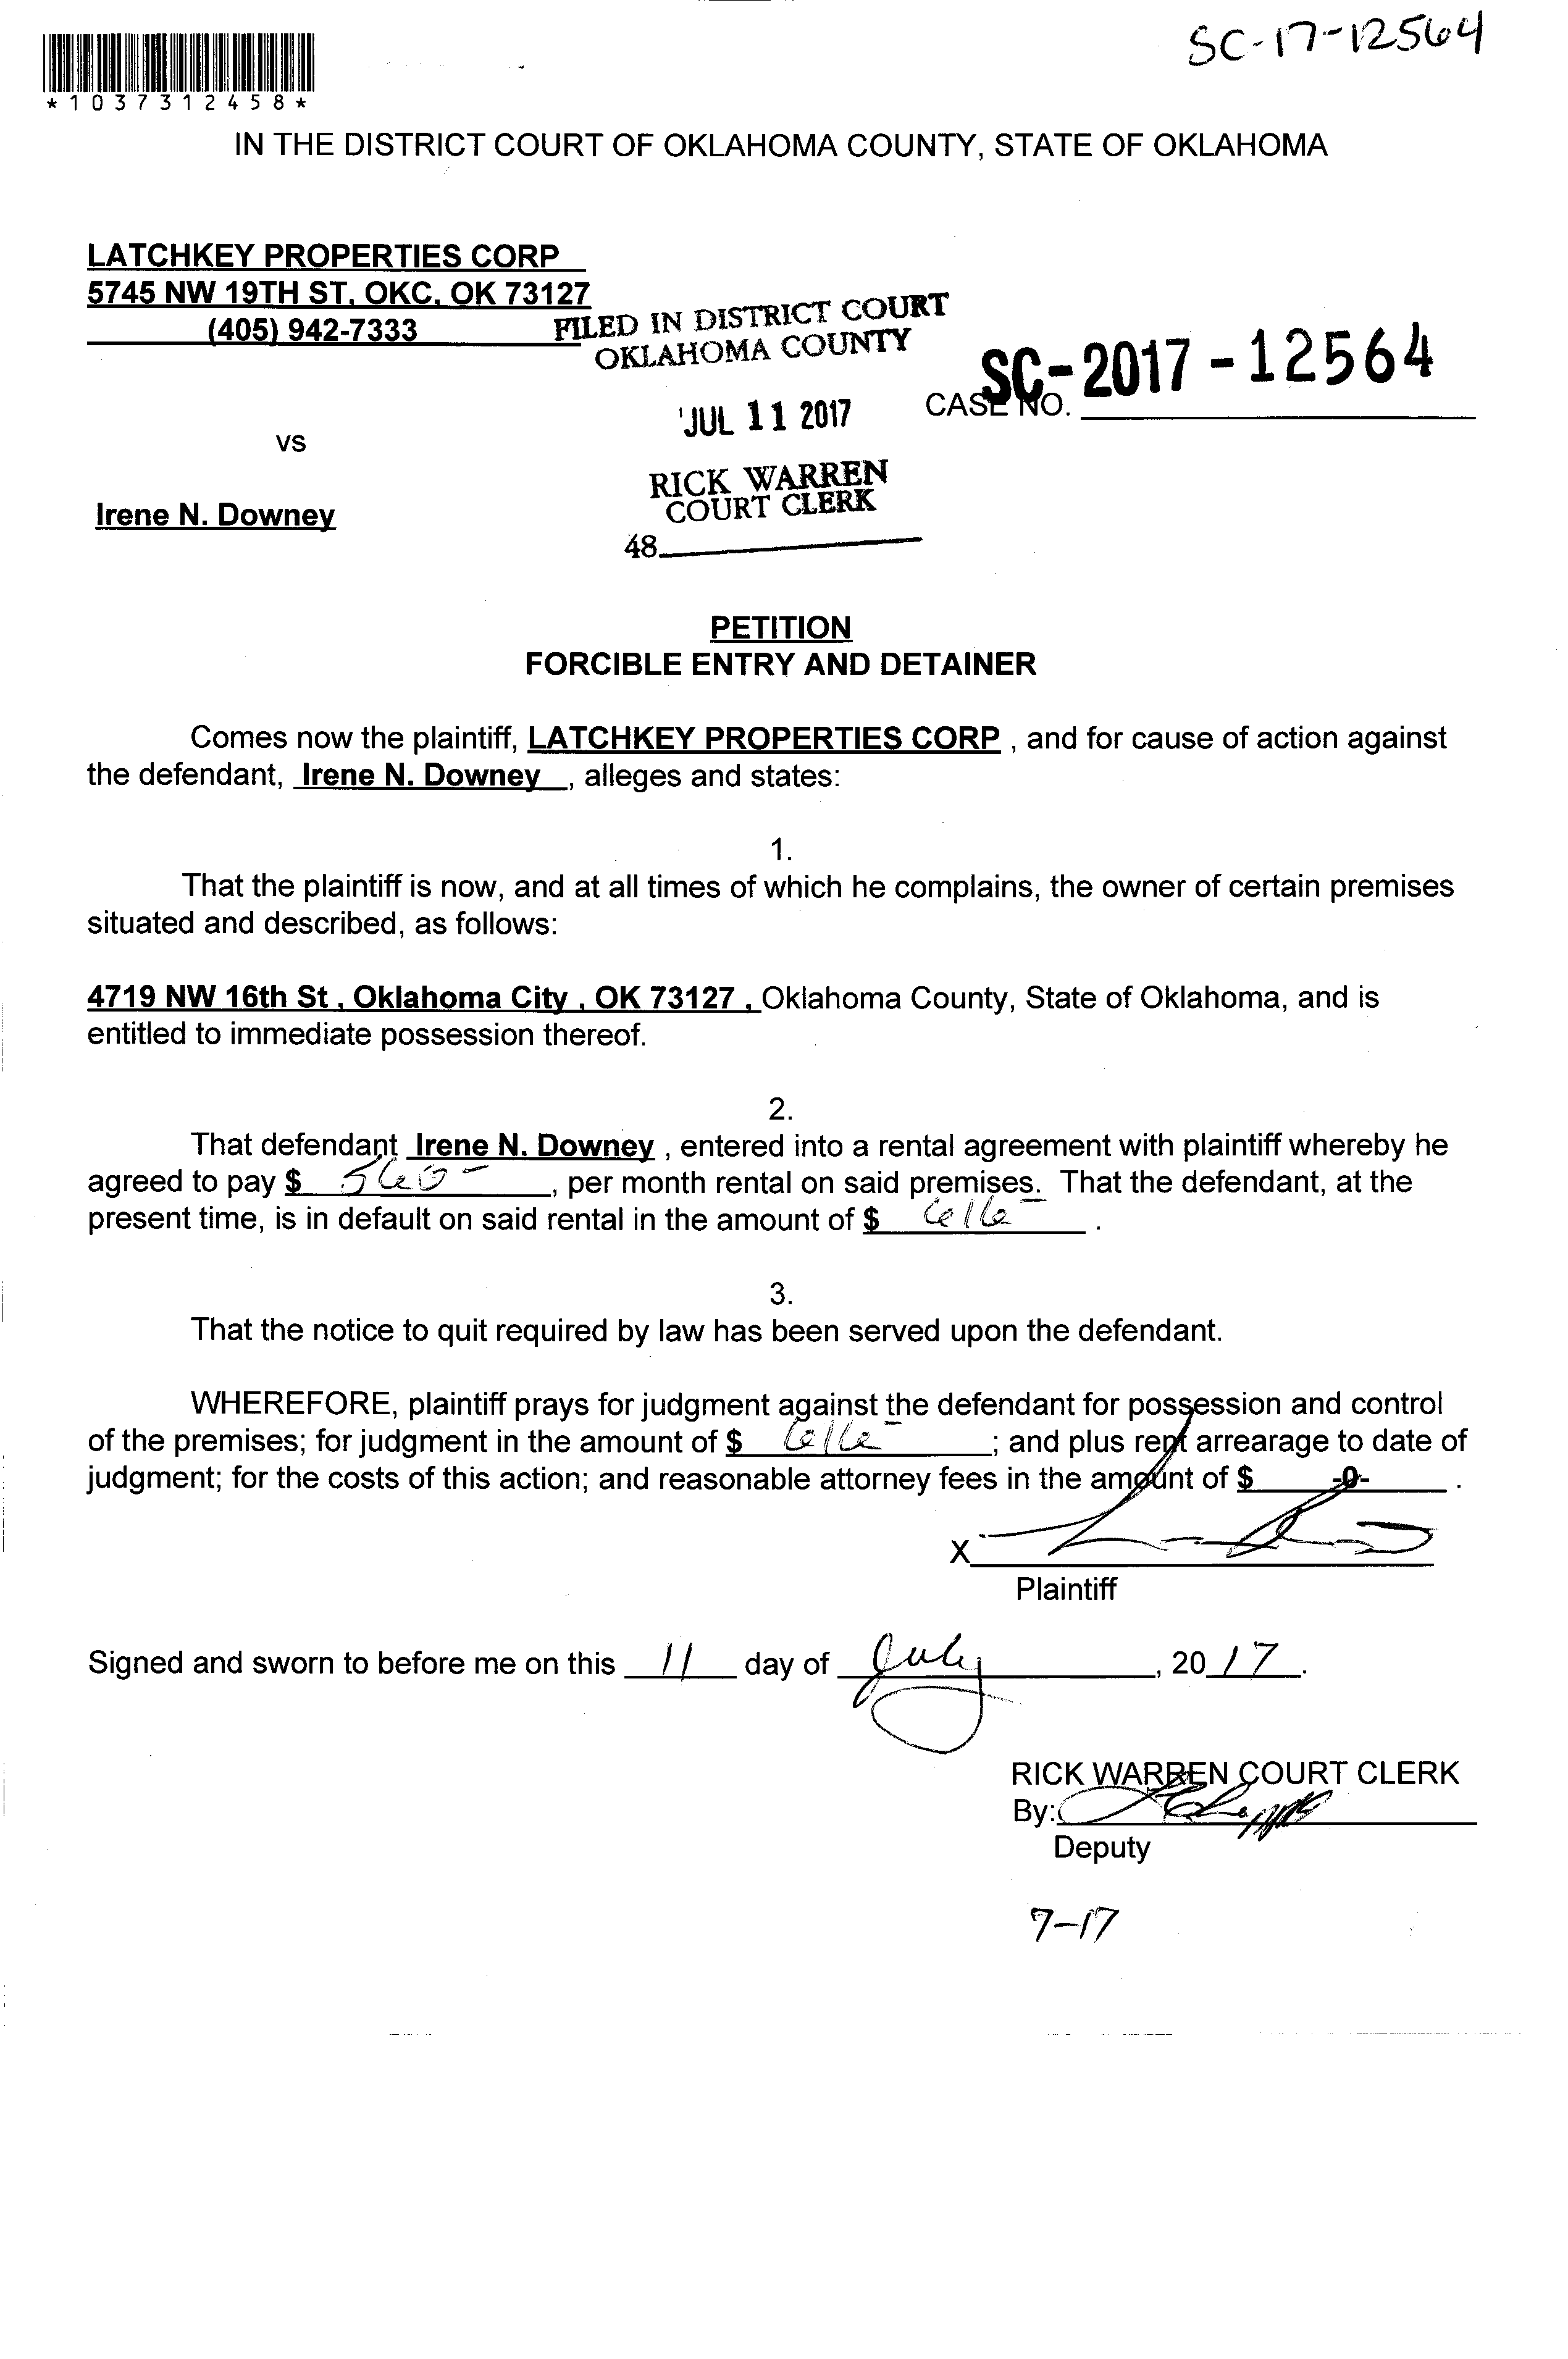 SC-17-12564
*1037312458*
IN THE DISTRICT COURT OF OKLAHOMA COUNTY, STATE OF OKLAHOMA
LATCHKEY PROPERTIES CORP
5745 NW 19TH ST, OKC, OK 73127
(405) 942-7333
FILED IN DISTRICT COURT
OKLAHOMA COUNTY
JUL 11 2017
RICK WARREN
COURT CLERK
48
CASE NO. SC-2017-12564
vs
Irene N. Downey
PETITION
FORCIBLE ENTRY AND DETAINER
Comes now the plaintiff, LATCHKEY PROPERTIES CORP , and for cause of action against
the defendant, Irene N. Downey , alleges and states:
1.
That the plaintiff is now, and at all times of which he complains, the owner of certain premises
situated and described, as follows:
4719 NW 16th St , Oklahoma City , OK 73127 , Oklahoma County, State of Oklahoma, and is
entitled to immediate possession thereof.
2.
That defendant Irene N. Downey , entered into a rental agreement with plaintiff whereby he
agreed to pay $ 560- , per month rental on said premises. That the defendant, at the
present time, is in default on said rental in the amount of $ 616- .
3.
That the notice to quit required by law has been served upon the defendant.
WHEREFORE, plaintiff prays for judgment against the defendant for possession and control
of the premises; for judgment in the amount of $ 616- ; and plus rent arrearage to date of
judgment; for the costs of this action; and reasonable attorney fees in the amount of $ -0- .
X
Plaintiff
Signed and sworn to before me on this 11 day of July , 20 17 .
RICK WARREN COURT CLERK
By:
Deputy
7-17